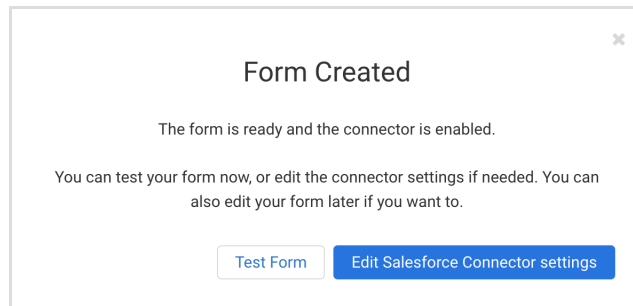 Form Created
The form is ready and the connector is enabled.
You can test your form now, or edit the connector settings if needed. You can
also edit your form later if you want to.
Test Form
Edit Salesforce Connector settings